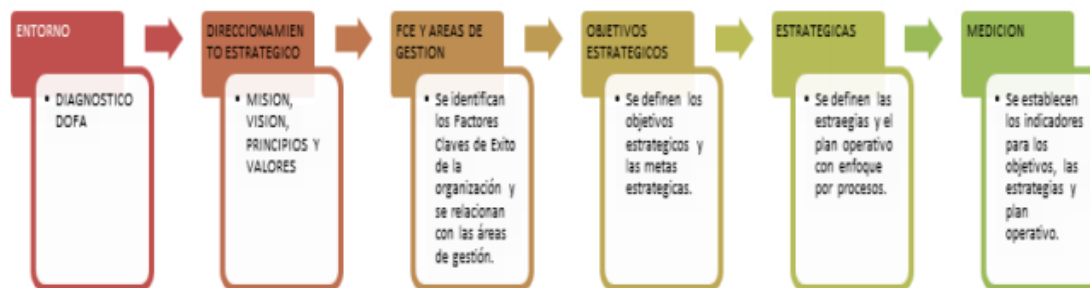 ENTORNO
• DIAGNOSTICO
DOFA
DIRECCIONAMIEN
TO ESTRATEGICO
• MISION,
VISION,
PRINCIPIOS Y
VALORES
FCE Y AREAS DE
GESTION
• Se identifican
los Factores
Claves de Exito
de la
organización y
se relacionan
con las áreas
de gestión.
OBJETIVOS
ESTRATEGICOS
• Se definen los
objetivos
estrategicos y
las metas
estrategicas.
ESTRATEGICAS
• Se definen las
estraegias y el
plan operativo
con enfoque
por procesos.
MEDICION
• Se establecen
los indicadores
para los
objetivos, las
estrategias y
plan
operativo.